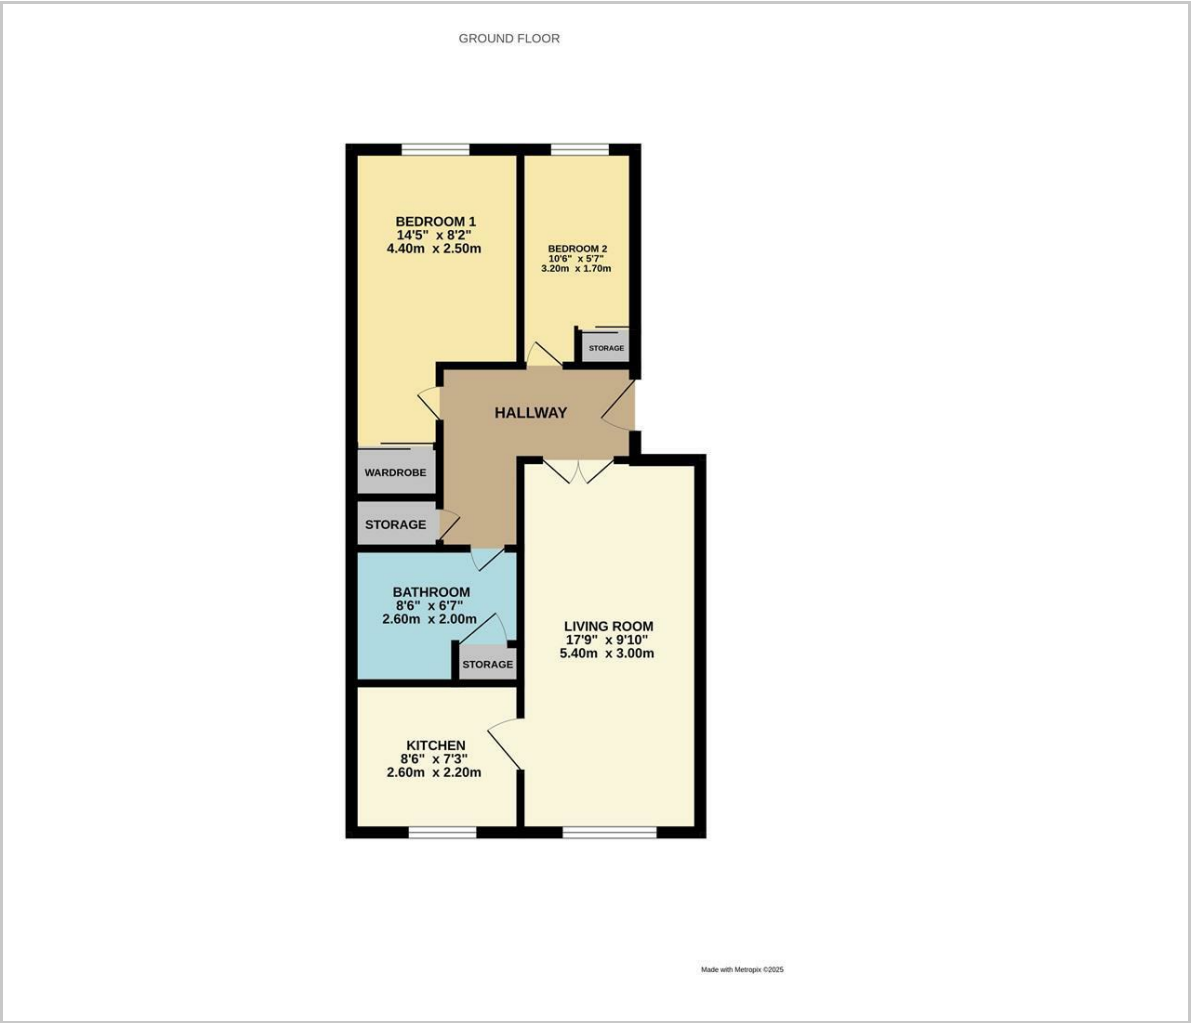 GROUND FLOOR
BEDROOM 1
14'5" x 8'2"
4.40m x 2.50m
BEDROOM 2
10'6" x 5'7"
3.20m x 1.70m
STORAGE
HALLWAY
WARDROBE
STORAGE
BATHROOM
8'6" x 6'7"
2.60m x 2.00m
STORAGE
LIVING ROOM
17'9" x 9'10"
5.40m x 3.00m
KITCHEN
8'6" x 7'3"
2.60m x 2.20m
Made with Metropix ©2025